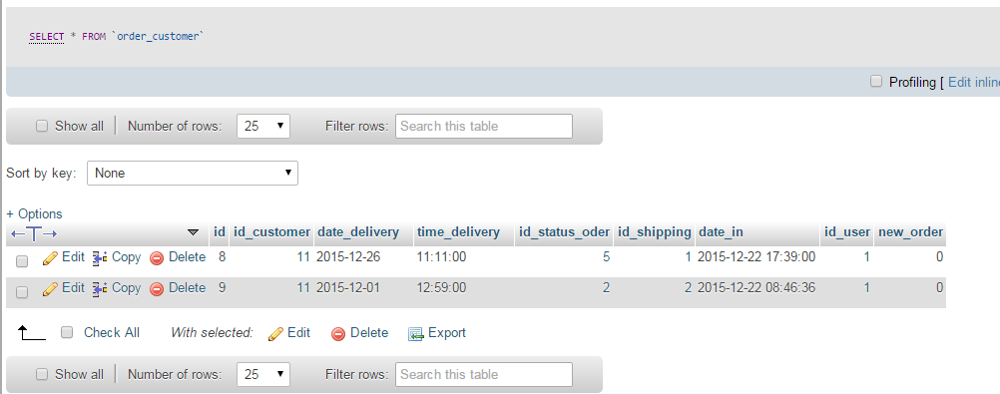 SELECT * FROM `order_customer`
Profiling [ Edit inline
Show all Number of rows: 25 Filter rows: Search this table
Sort by key: None
+ Options
id id_customer date_delivery time_delivery id_status_oder id_shipping date_in id_user new_order
Edit Copy Delete 8 11 2015-12-26 11:11:00 5 1 2015-12-22 17:39:00 1 0
Edit Copy Delete 9 11 2015-12-01 12:59:00 2 2 2015-12-22 08:46:36 1 0
Check All With selected: Edit Delete Export
Show all Number of rows: 25 Filter rows: Search this table